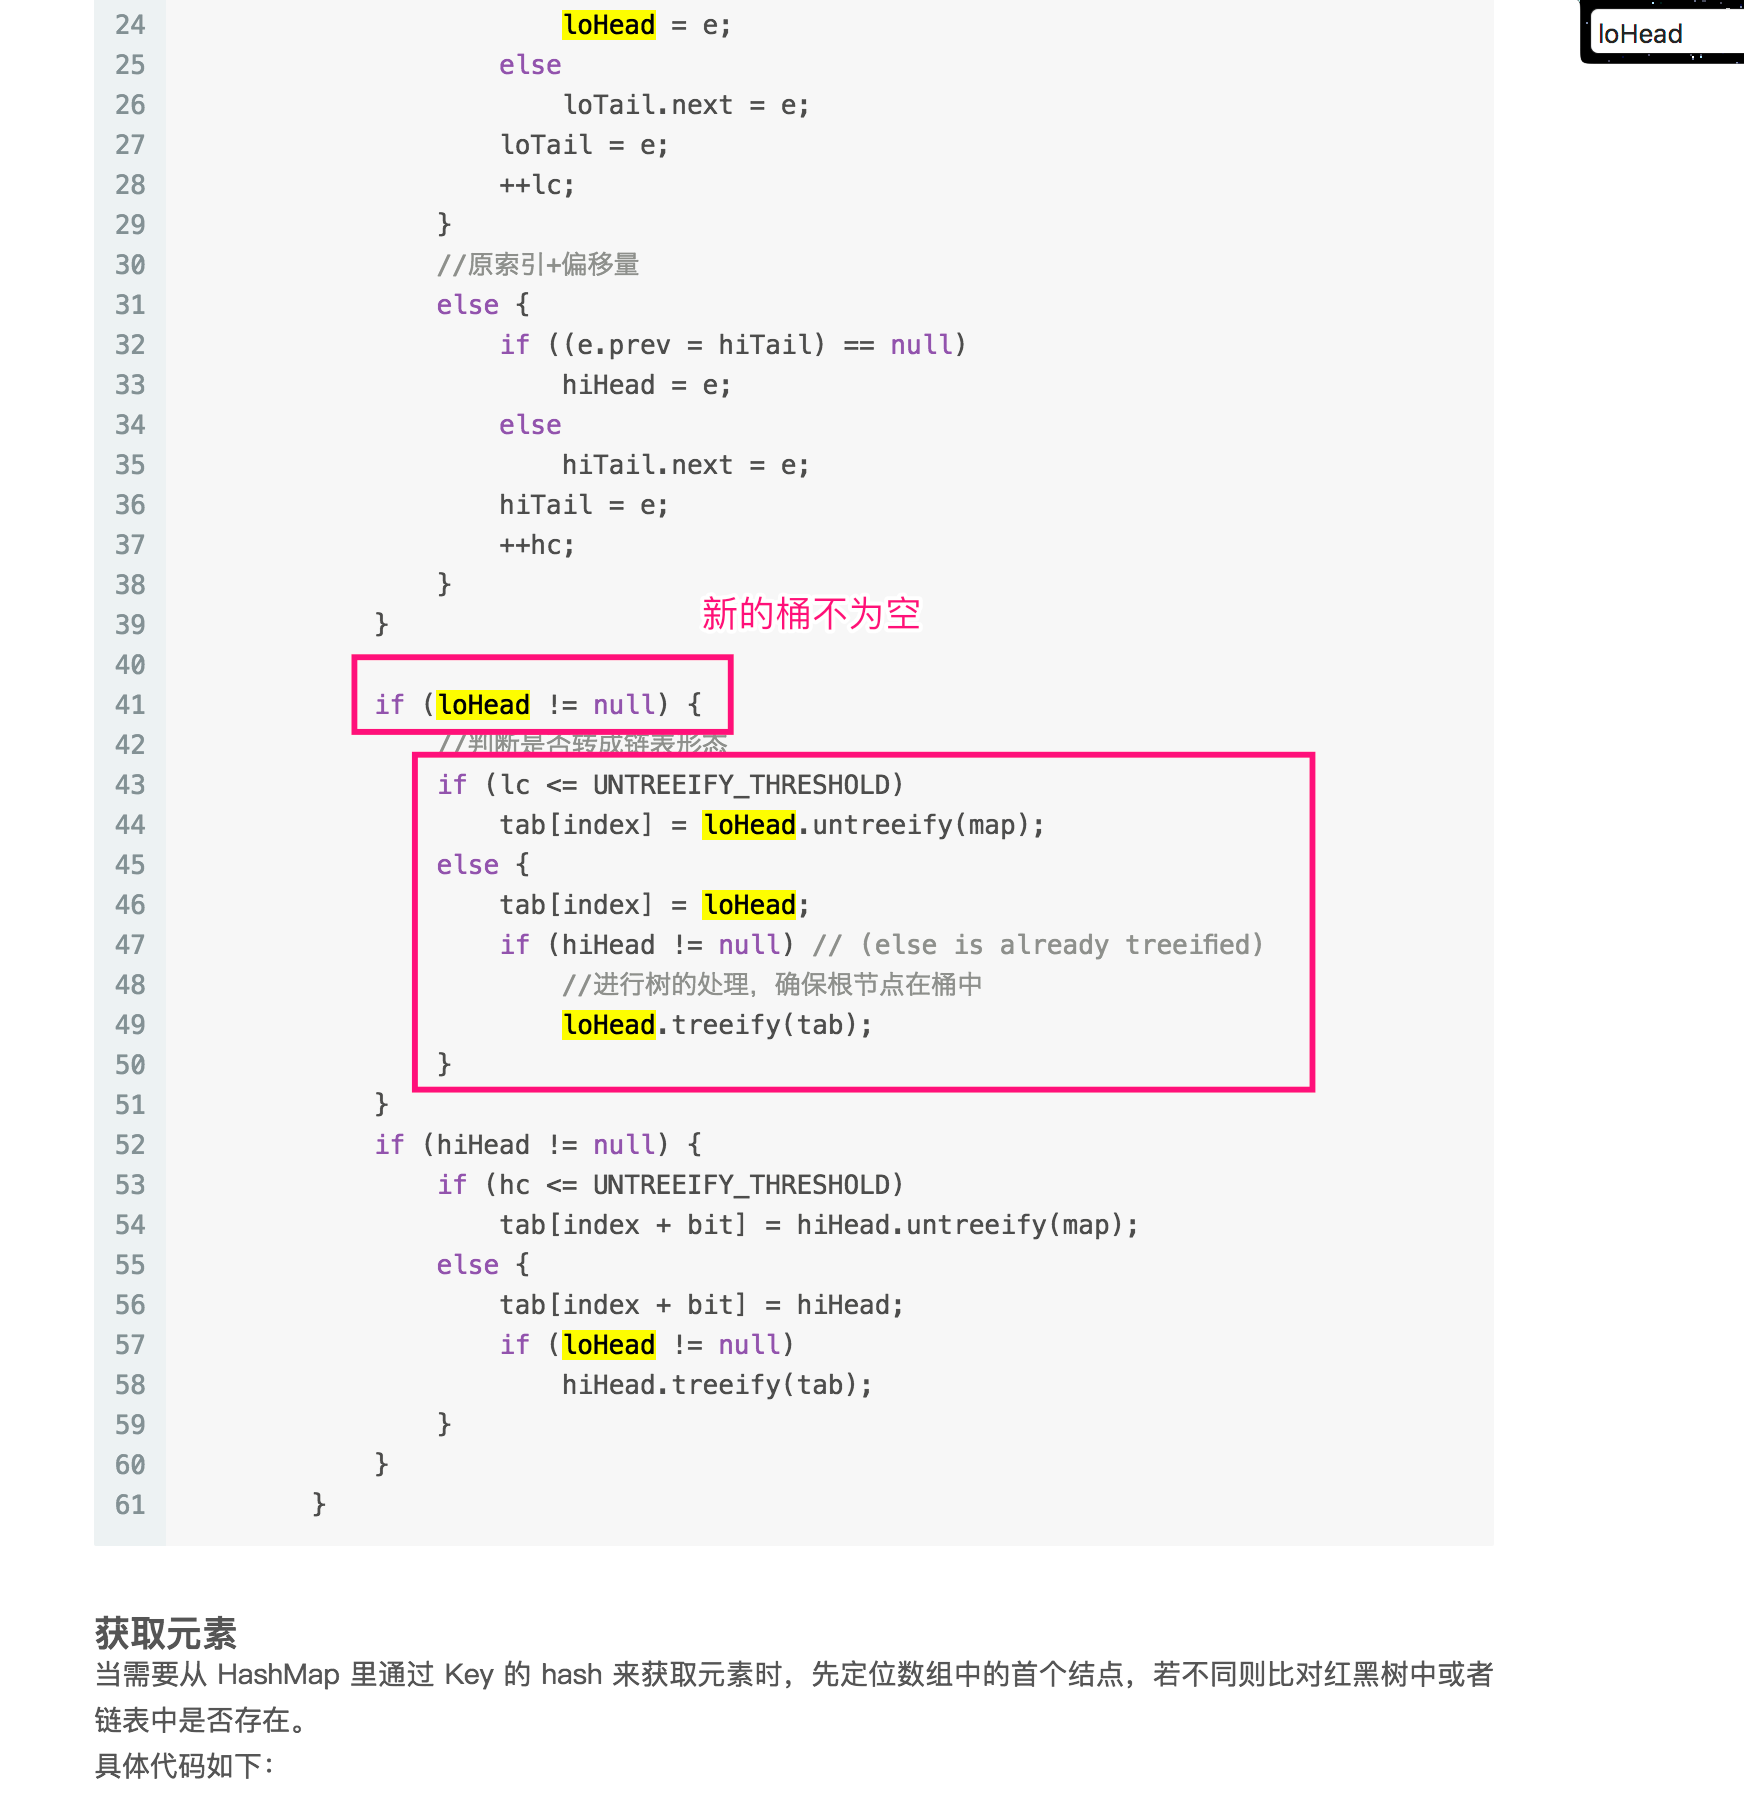 loHead
24 loHead = e;
25 else
26 loTail.next = e;
27 loTail = e;
28 ++lc;
29 }
30 //原索引+偏移量
31 else {
32 if ((e.prev = hiTail) == null)
33 hiHead = e;
34 else
35 hiTail.next = e;
36 hiTail = e;
37 ++hc;
38 }
新的桶不为空
39 }
40
41 if (loHead != null) {
42 //判断是否转成链表形态
43 if (lc <= UNTREEIFY_THRESHOLD)
44 tab[index] = loHead.untreeify(map);
45 else {
46 tab[index] = loHead;
47 if (hiHead != null) // (else is already treeified)
48 //进行树的处理，确保根节点在桶中
49 loHead.treeify(tab);
50 }
51 }
52 if (hiHead != null) {
53 if (hc <= UNTREEIFY_THRESHOLD)
54 tab[index + bit] = hiHead.untreeify(map);
55 else {
56 tab[index + bit] = hiHead;
57 if (loHead != null)
58 hiHead.treeify(tab);
59 }
60 }
61 }
获取元素
当需要从 HashMap 里通过 Key 的 hash 来获取元素时，先定位数组中的首个结点，若不同则比对红黑树中或者
链表中是否存在。
具体代码如下：